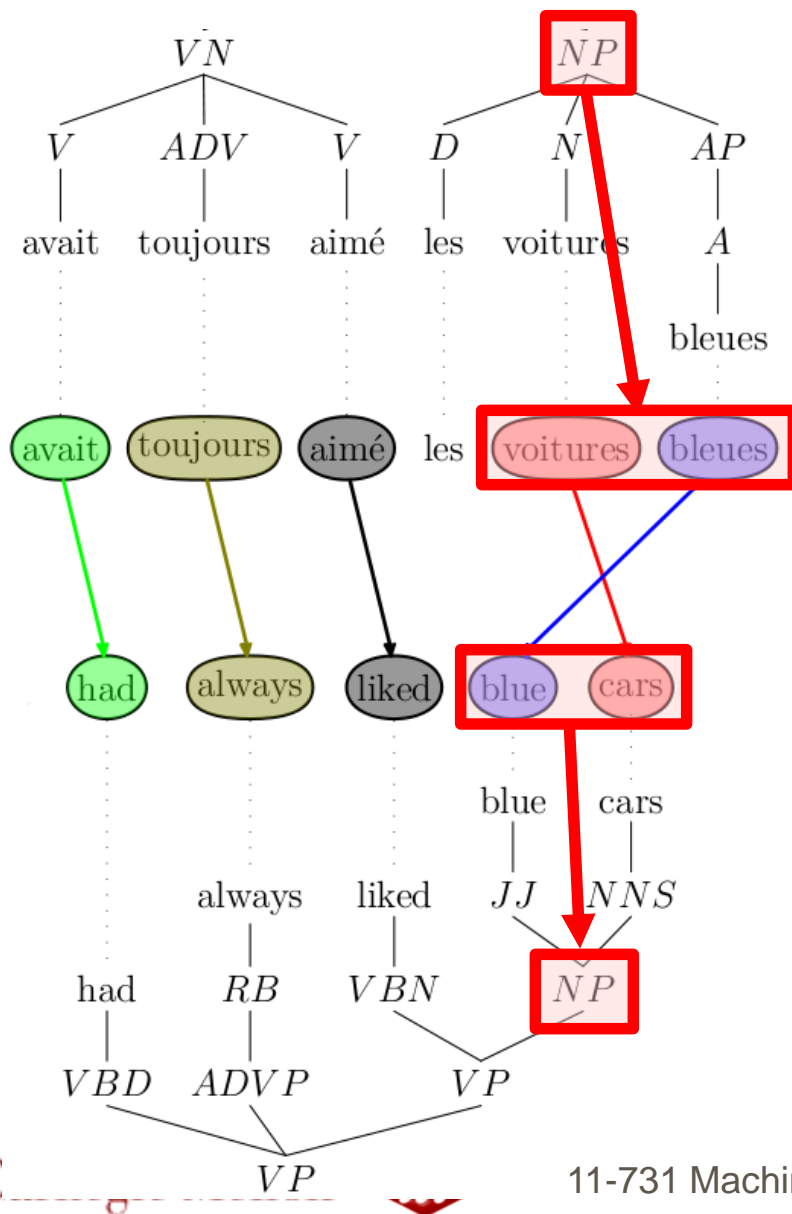 VN NP
V ADV V D N AP
avait toujours aimé les voitures A
bleues
avait toujours aimé les voitures bleues
had always liked blue cars
blue cars
always liked JJ NNS
had RB VBN NP
VBD ADVP VP
VP
11-731 Machin